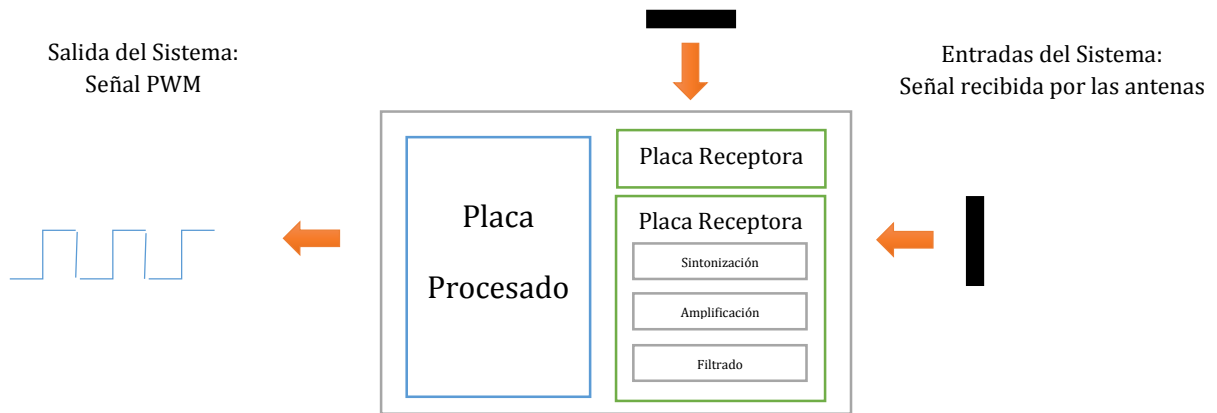 Salida del Sistema:
Señal PWM
Entradas del Sistema:
Señal recibida por las antenas
Placa
Procesado
Placa Receptora
Placa Receptora
Sintonización
Amplificación
Filtrado